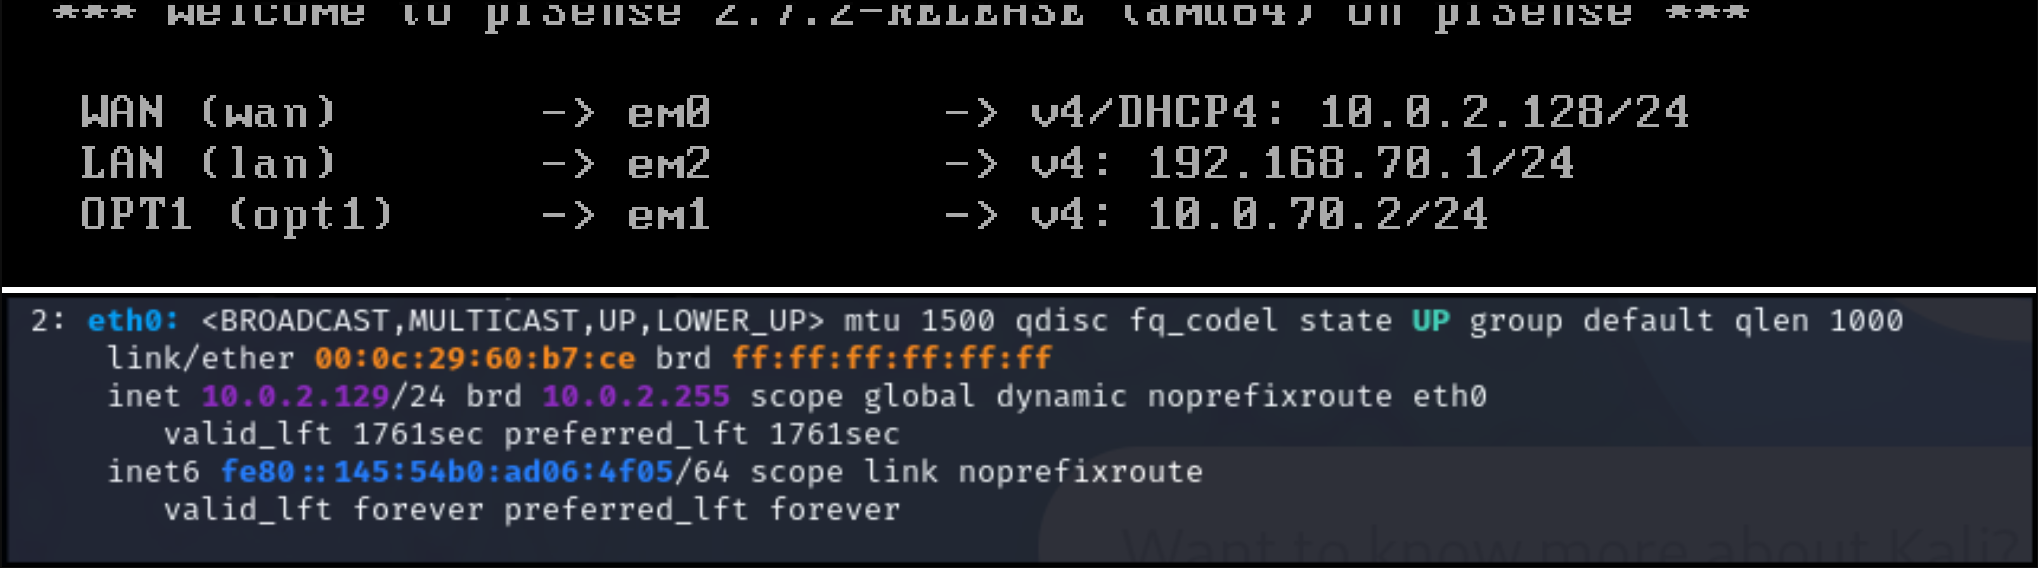 *** Welcome to pfSense 2.7.2-RELEASE (amd64) on pfSense ***
WAN (wan) -> em0 -> v4/DHCP4: 10.0.2.128/24
LAN (lan) -> em2 -> v4: 192.168.70.1/24
OPT1 (opt1) -> em1 -> v4: 10.0.70.2/24
2: eth0: <BROADCAST,MULTICAST,UP,LOWER_UP> mtu 1500 qdisc fq_codel state UP group default qlen 1000
link/ether 00:0c:29:60:b7:ce brd ff:ff:ff:ff:ff:ff
inet 10.0.2.129/24 brd 10.0.2.255 scope global dynamic noprefixroute eth0
valid_lft 1761sec preferred_lft 1761sec
inet6 fe80::145:54b0:ad06:4f05/64 scope link noprefixroute
valid_lft forever preferred_lft forever
Want to know more about Kali?